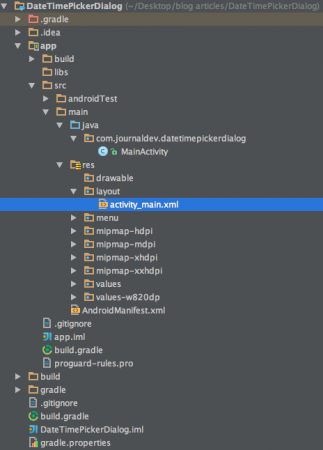 DateTimePickerDialog (~/Desktop/blog articles/DateTimePickerDialog)
.gradle
.idea
app
build
libs
src
androidTest
main
java
com.journaldev.datetimepickerdialog
MainActivity
res
drawable
layout
activity_main.xml
menu
mipmap-hdpi
mipmap-mdpi
mipmap-xhdpi
mipmap-xxhdpi
values
values-w820dp
AndroidManifest.xml
.gitignore
app.iml
build.gradle
proguard-rules.pro
build
gradle
.gitignore
build.gradle
DateTimePickerDialog.iml
gradle.properties